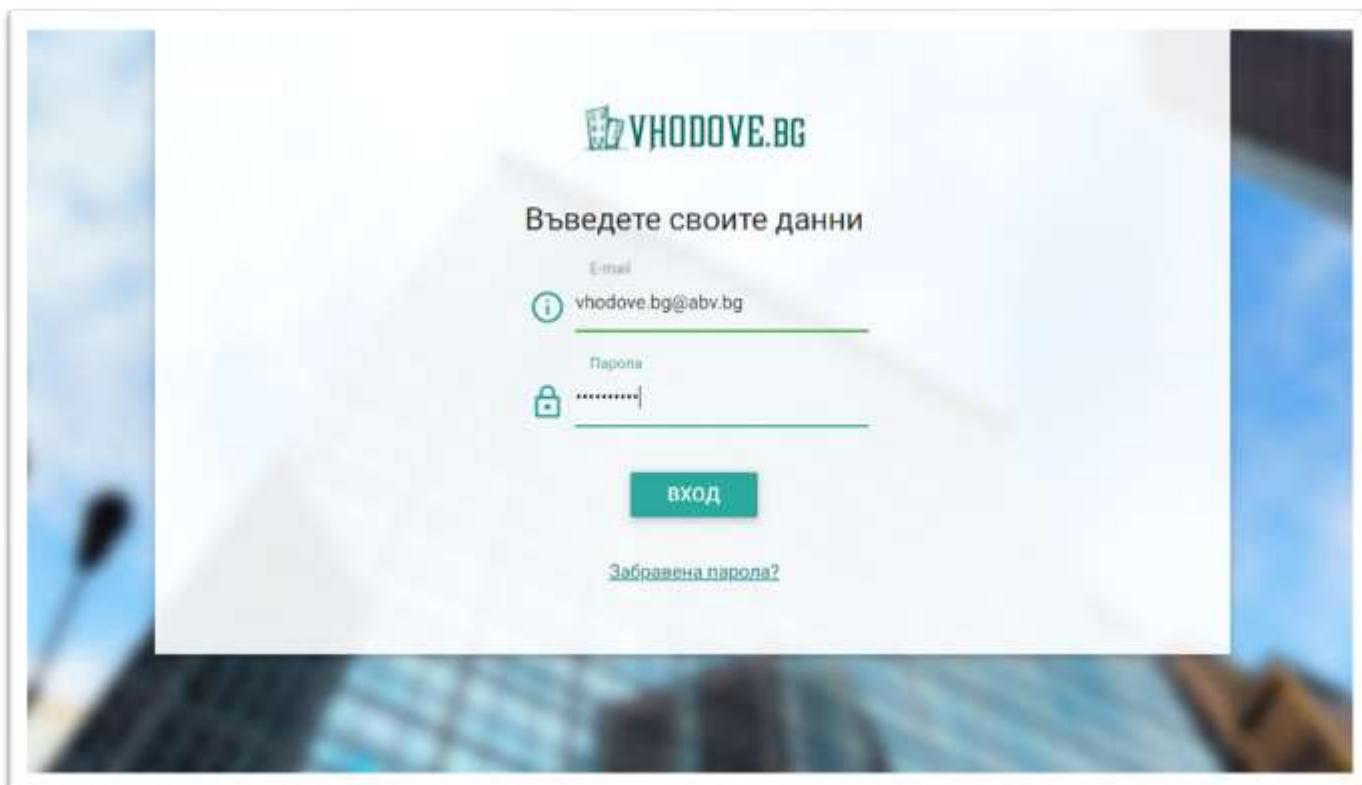 VHODOVE.BG
Въведете своите данни
E-mail
vhodove.bg@abv.bg
Парола
••••••••••
ВХОД
Забравена парола?